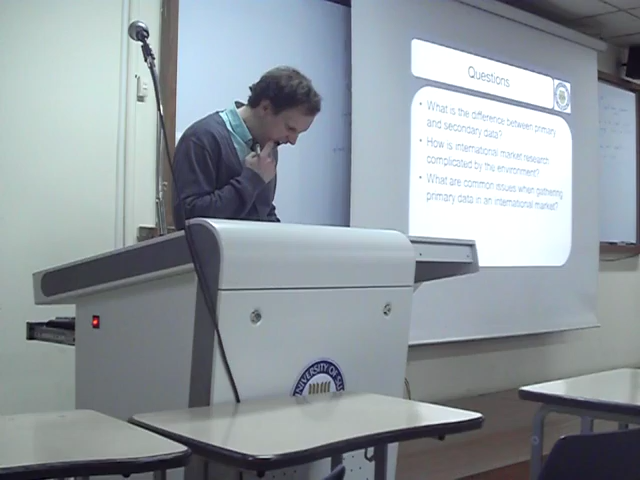 Questions
• What is the difference between primary
and secondary data?
• How is international market research
complicated by the environment?
• What are common issues when gathering
primary data in an international market?
UNIVERSITY OF